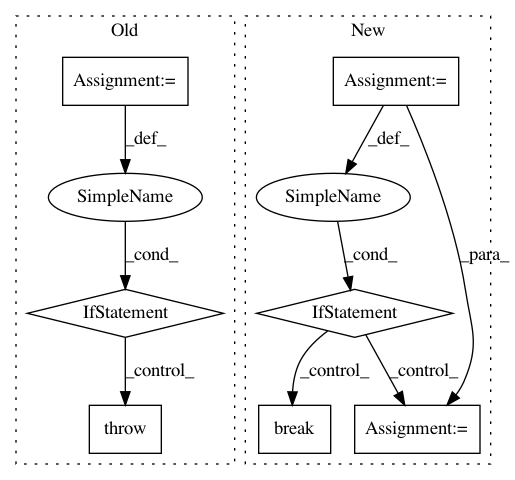 Old
New
Assignment:=
Assignment:=
_def_
_def_
SimpleName
SimpleName
_cond_
_cond_
_para_
IfStatement
IfStatement
_control_
_control_
_control_
throw
break
Assignment:=